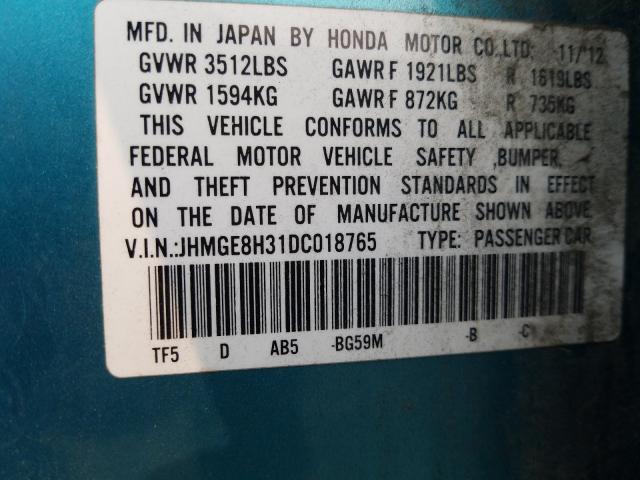 MFD. IN JAPAN BY HONDA MOTOR CO.,LTD. 11/'12
GVWR 3512LBS GAWR F 1921LBS R 1619LBS
GVWR 1594KG GAWR F 872KG R 735KG
THIS VEHICLE CONFORMS TO ALL APPLICABLE
FEDERAL MOTOR VEHICLE SAFETY ,BUMPER,
AND THEFT PREVENTION STANDARDS IN EFFECT
ON THE DATE OF MANUFACTURE SHOWN ABOVE.
V.I.N.:JHMGE8H31DC018765 TYPE: PASSENGER CAR
TF5 D AB5 -BG59M -B -C